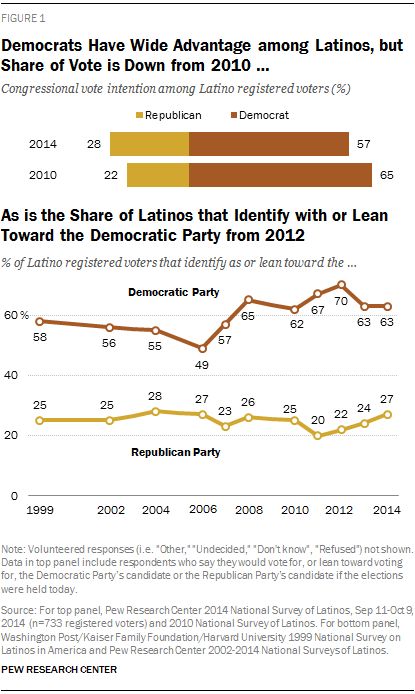 FIGURE 1
Democrats Have Wide Advantage among Latinos, but
Share of Vote is Down from 2010 ...
Congressional vote intention among Latino registered voters (%)
Republican Democrat
2014 28 57
2010 22 65
As is the Share of Latinos that Identify with or Lean
Toward the Democratic Party from 2012
% of Latino registered voters that identify as or lean toward the ...
Democratic Party
60 %
58 56 55 49 57 65 62 67 70 63 63
40
25 25 28 27 23 26 25 20 22 24 27
20
Republican Party
0
1999 2002 2004 2006 2008 2010 2012 2014
Note: Volunteered responses (i.e. "Other," "Undecided," "Don't know", "Refused") not shown.
Data in top panel include respondents who say they would vote for, or lean toward voting
for, the Democratic Party's candidate or the Republican Party's candidate if the elections
were held today.
Source: For top panel, Pew Research Center 2014 National Survey of Latinos, Sep 11-Oct 9,
2014 (n=733 registered voters) and 2010 National Survey of Latinos. For bottom panel,
Washington Post/Kaiser Family Foundation/Harvard University 1999 National Survey on
Latinos in America and Pew Research Center 2002-2014 National Surveys of Latinos.
PEW RESEARCH CENTER